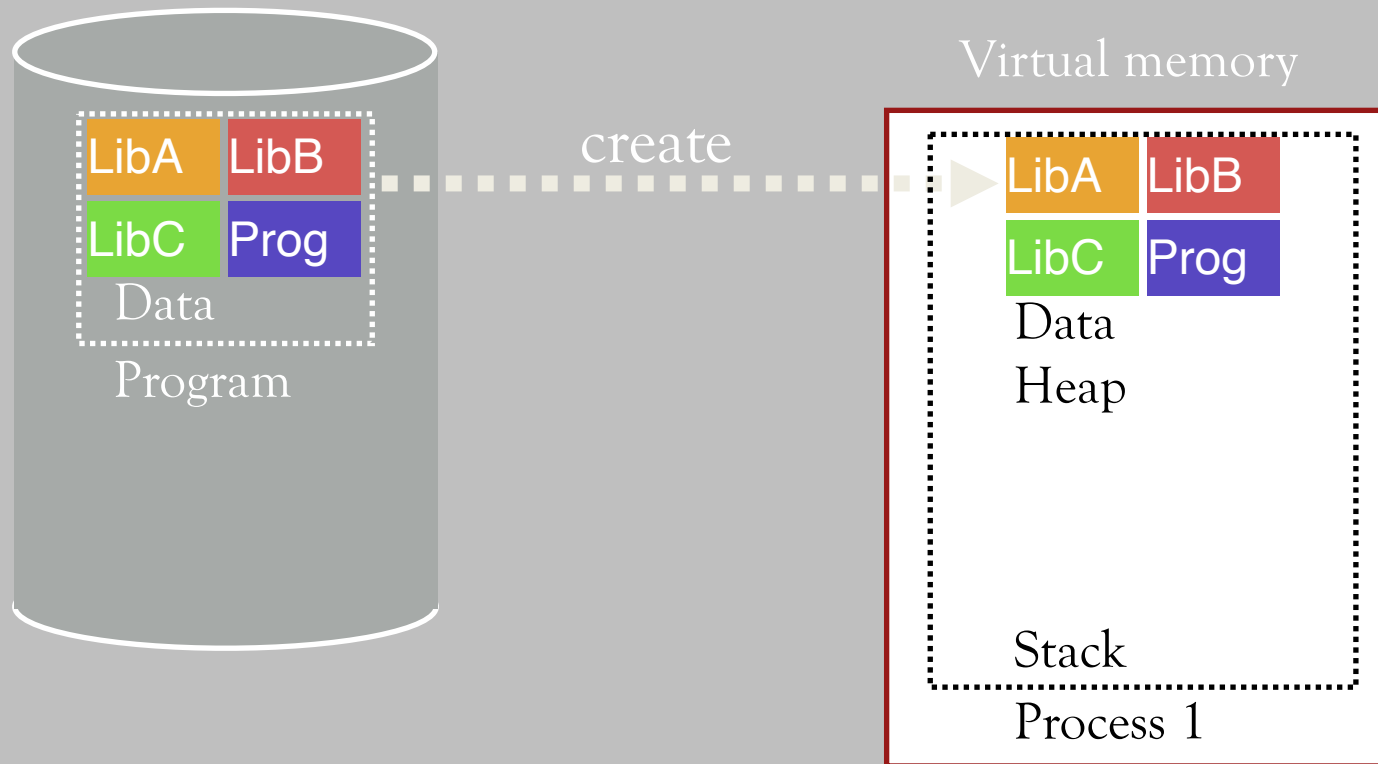 LibA LibB
LibC Prog
Data
Program
create
Virtual memory
LibA LibB
LibC Prog
Data
Heap
Stack
Process 1